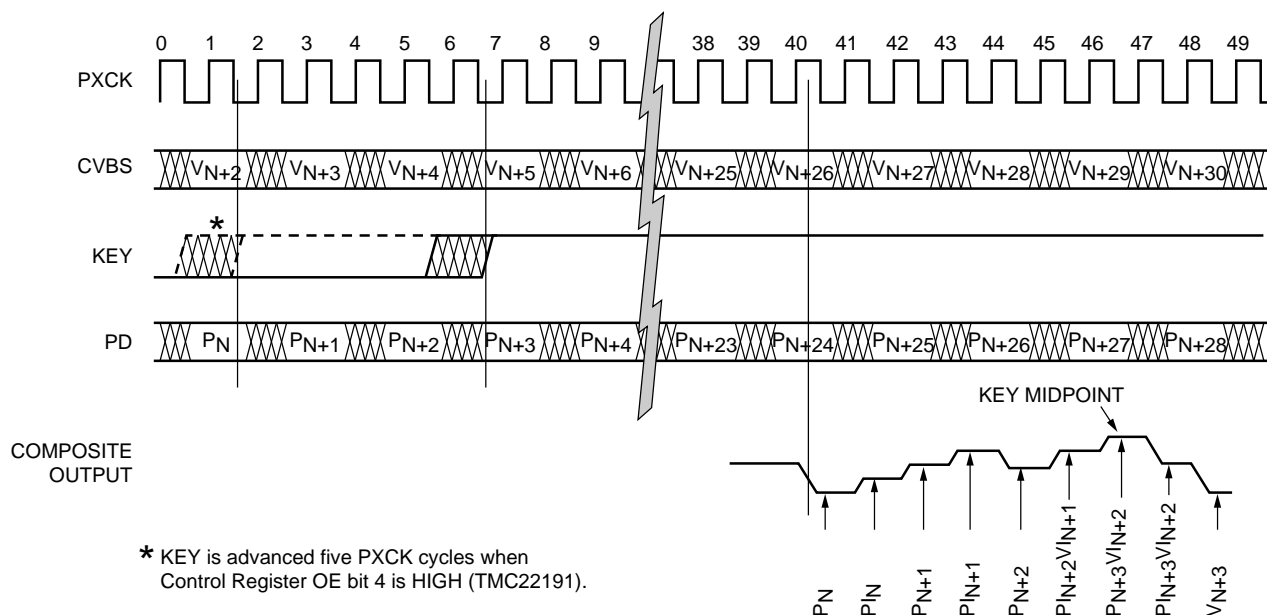 0 1 2 3 4 5 6 7 8 9 38 39 40 41 42 43 44 45 46 47 48 49
PXCK
CVBS VN+2 VN+3 VN+4 VN+5 VN+6 VN+25 VN+26 VN+27 VN+28 VN+29 VN+30
*
KEY
PD PN PN+1 PN+2 PN+3 PN+4 PN+23 PN+24 PN+25 PN+26 PN+27 PN+28
KEY MIDPOINT
COMPOSITE
OUTPUT
PN
PIN
PN+1
PIN+1
PN+2
PIN+2VIN+1
PN+3VIN+2
PIN+3VIN+2
VN+3
* KEY is advanced five PXCK cycles when
Control Register OE bit 4 is HIGH (TMC22191).